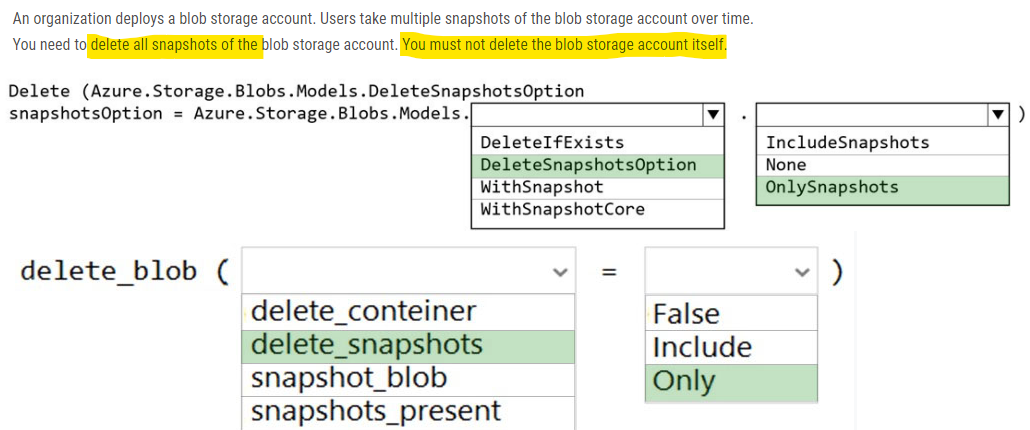 An organization deploys a blob storage account. Users take multiple snapshots of the blob storage account over time.
You need to delete all snapshots of the blob storage account. You must not delete the blob storage account itself.
Delete (Azure.Storage.Blobs.Models.DeleteSnapshotsOption
snapshotsOption = Azure.Storage.Blobs.Models. . )
DeleteIfExists IncludeSnapshots
DeleteSnapshotsOption None
WithSnapshot OnlySnapshots
WithSnapshotCore
delete_blob ( = )
delete_conteiner False
delete_snapshots Include
snapshot_blob Only
snapshots_present